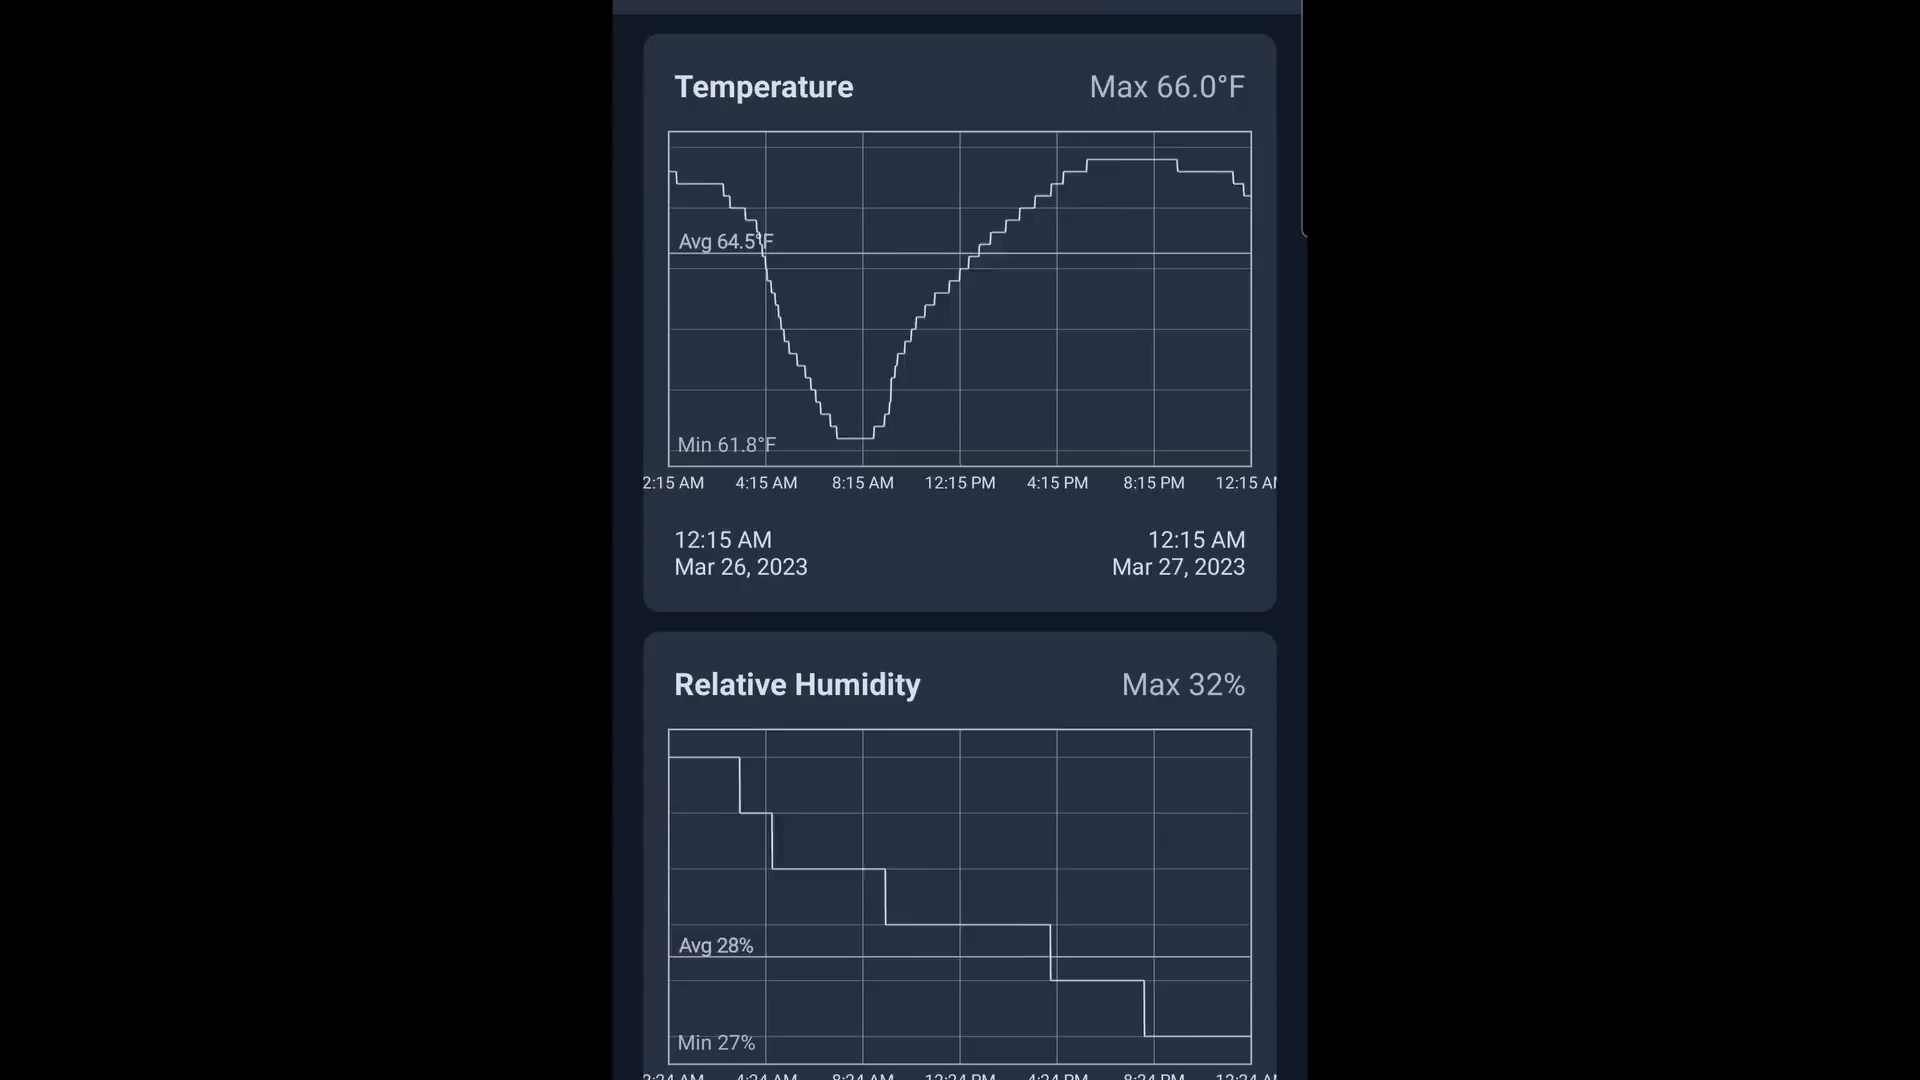 Temperature
Max 66.0°F
Avg 64.5°F
Min 61.8°F
2:15 AM 4:15 AM 8:15 AM 12:15 PM 4:15 PM 8:15 PM 12:15 AM
12:15 AM
Mar 26, 2023
12:15 AM
Mar 27, 2023
Relative Humidity
Max 32%
Avg 28%
Min 27%